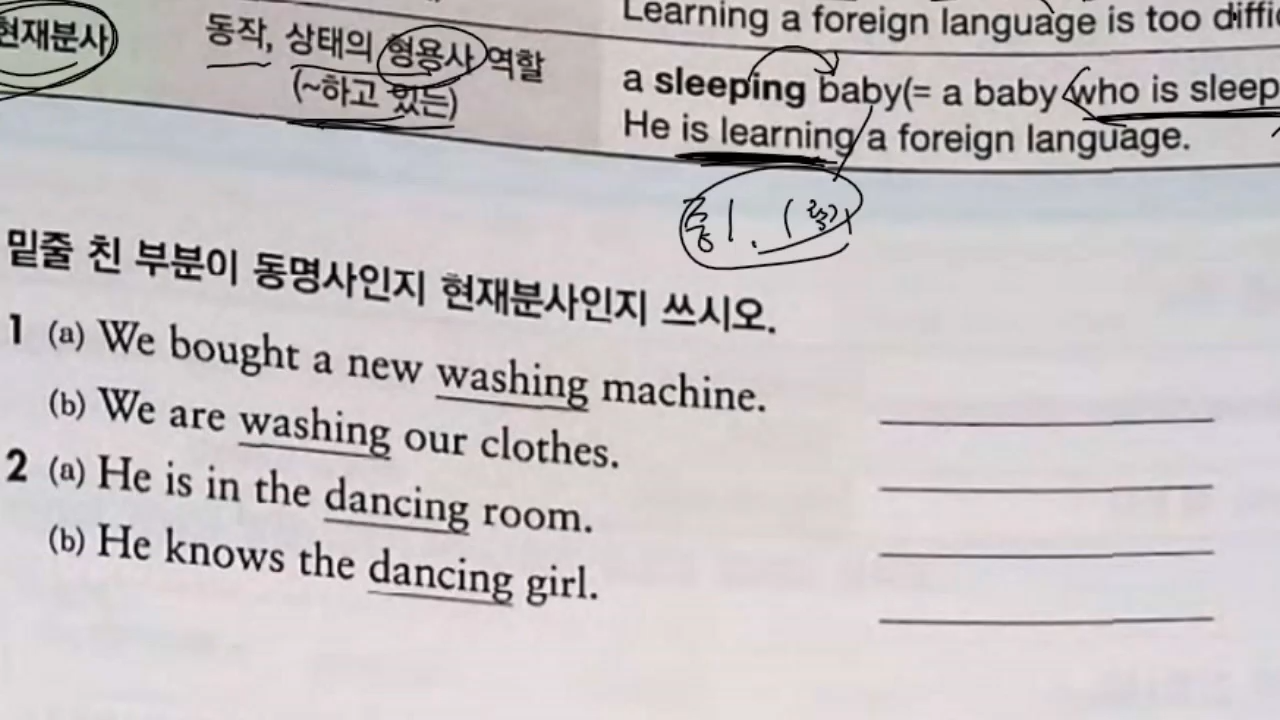 Learning a foreign language is too diffi
현재분사
동작, 상태의 형용사 역할
(~하고 있는)
a sleeping baby(= a baby who is sleep
He is learning a foreign language.
중1.
밑줄 친 부분이 동명사인지 현재분사인지 쓰시오.
1 (a) We bought a new washing machine.
(b) We are washing our clothes.
2 (a) He is in the dancing room.
(b) He knows the dancing girl.